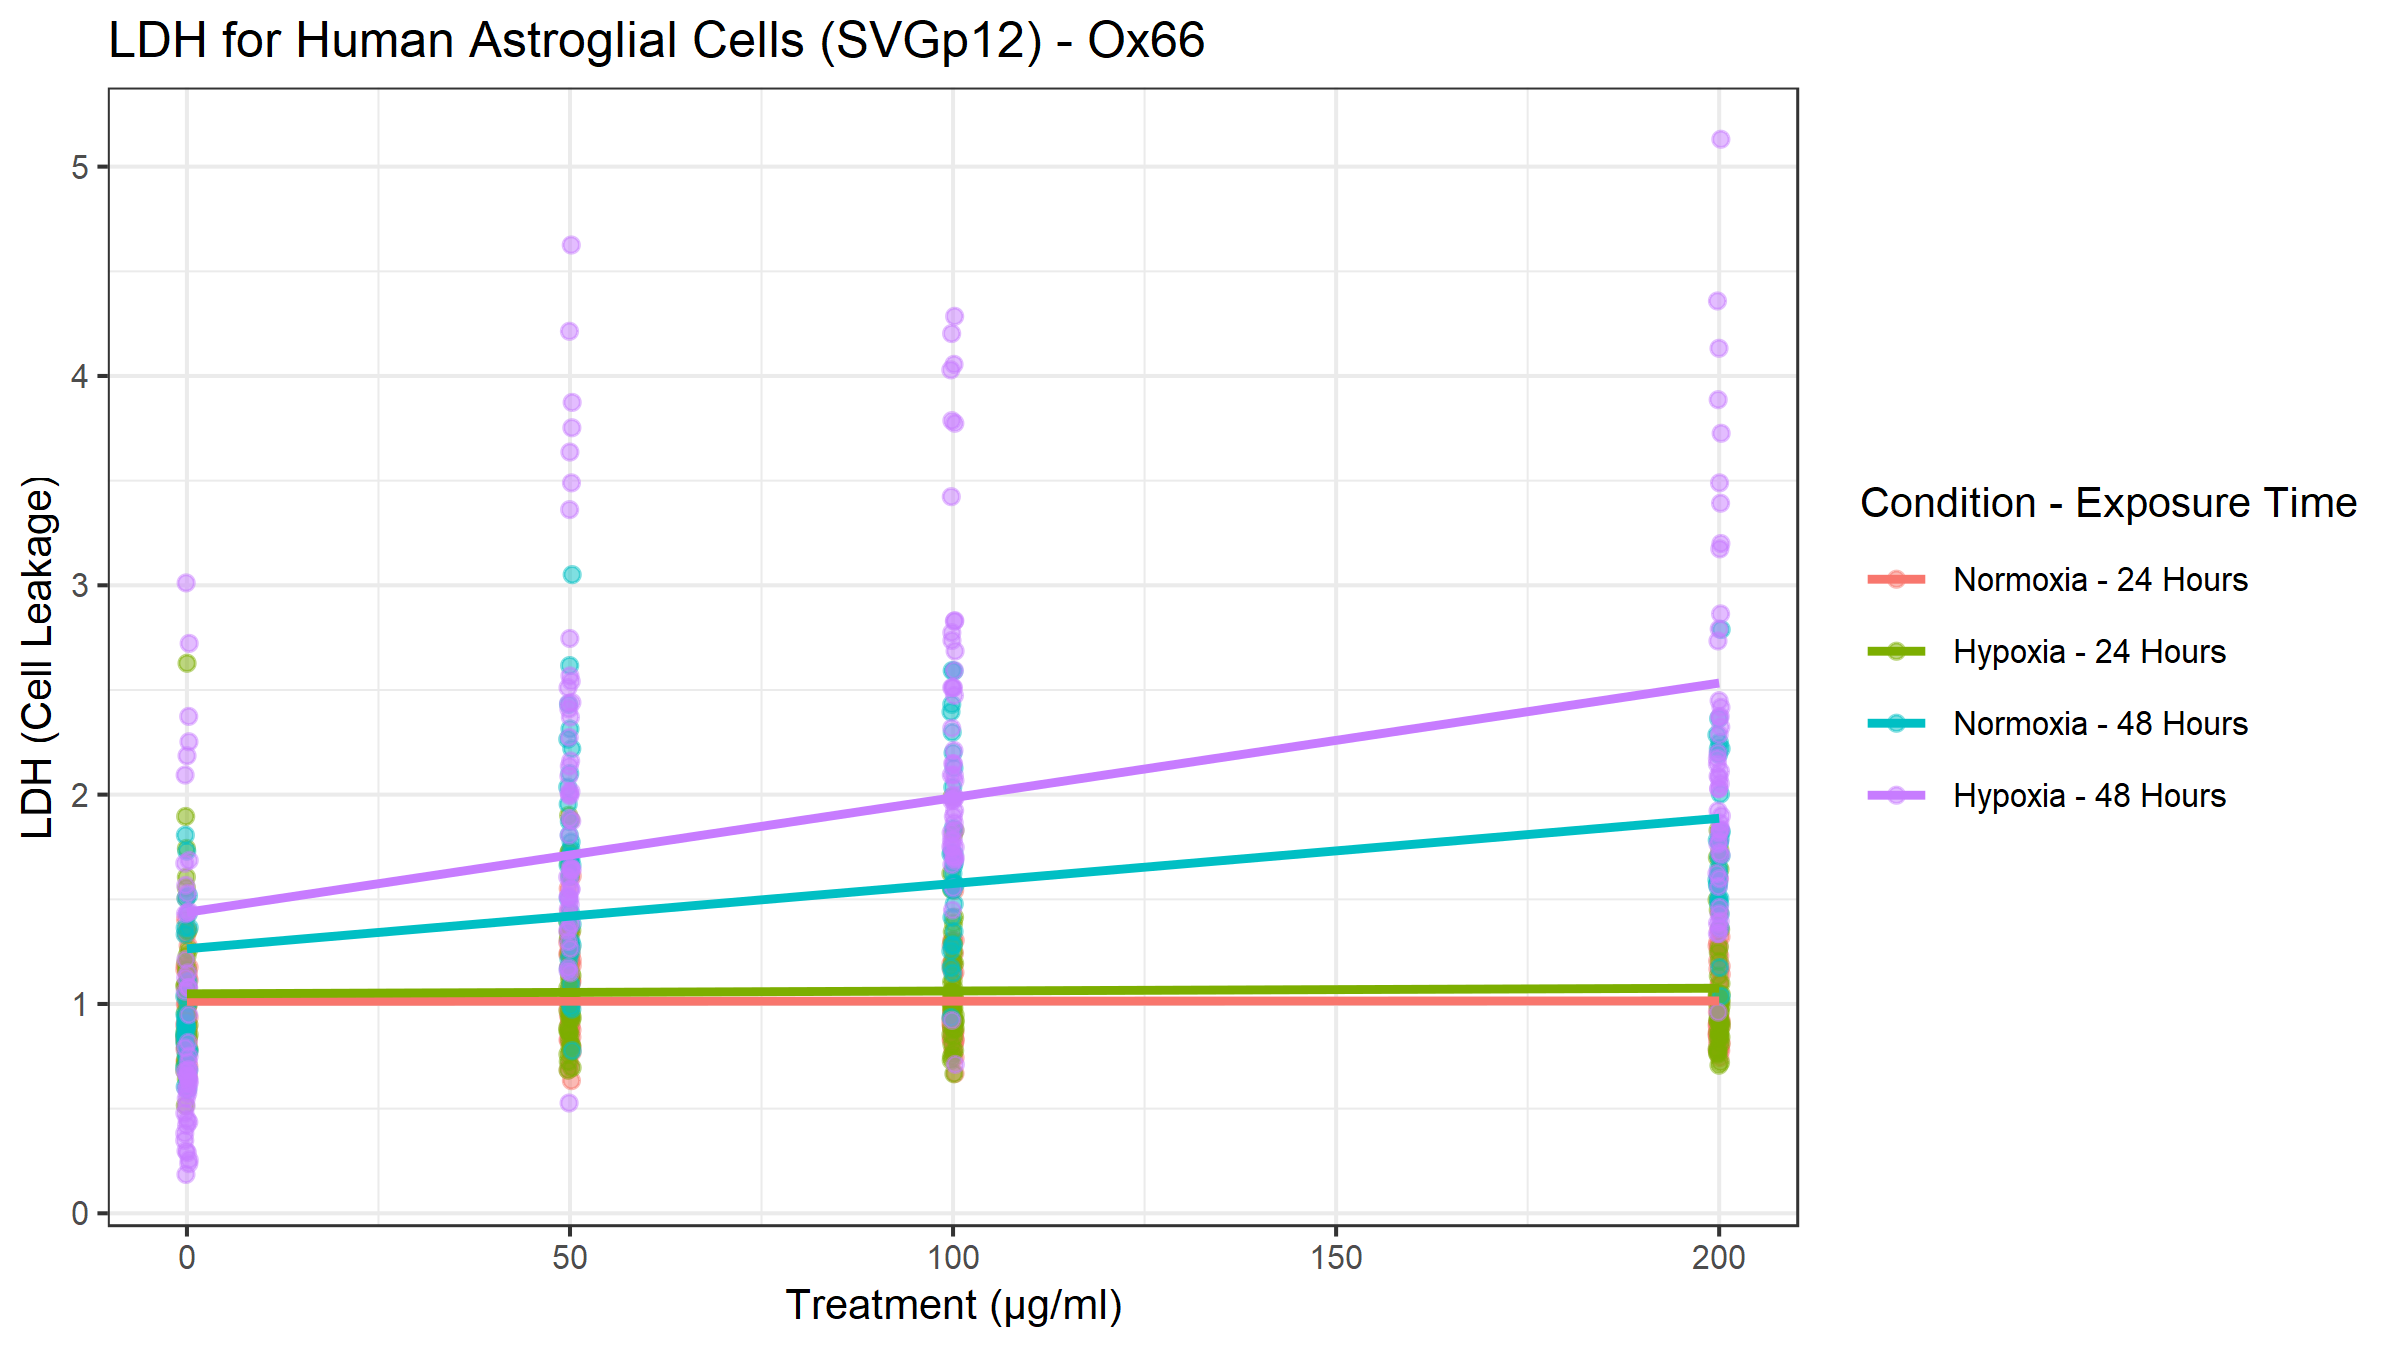 LDH for Human Astroglial Cells (SVGp12) - Ox66
5
4
3
2
1
0
LDH (Cell Leakage)
0 50 100 150 200
Treatment (µg/ml)
Condition - Exposure Time
Normoxia - 24 Hours
Hypoxia - 24 Hours
Normoxia - 48 Hours
Hypoxia - 48 Hours